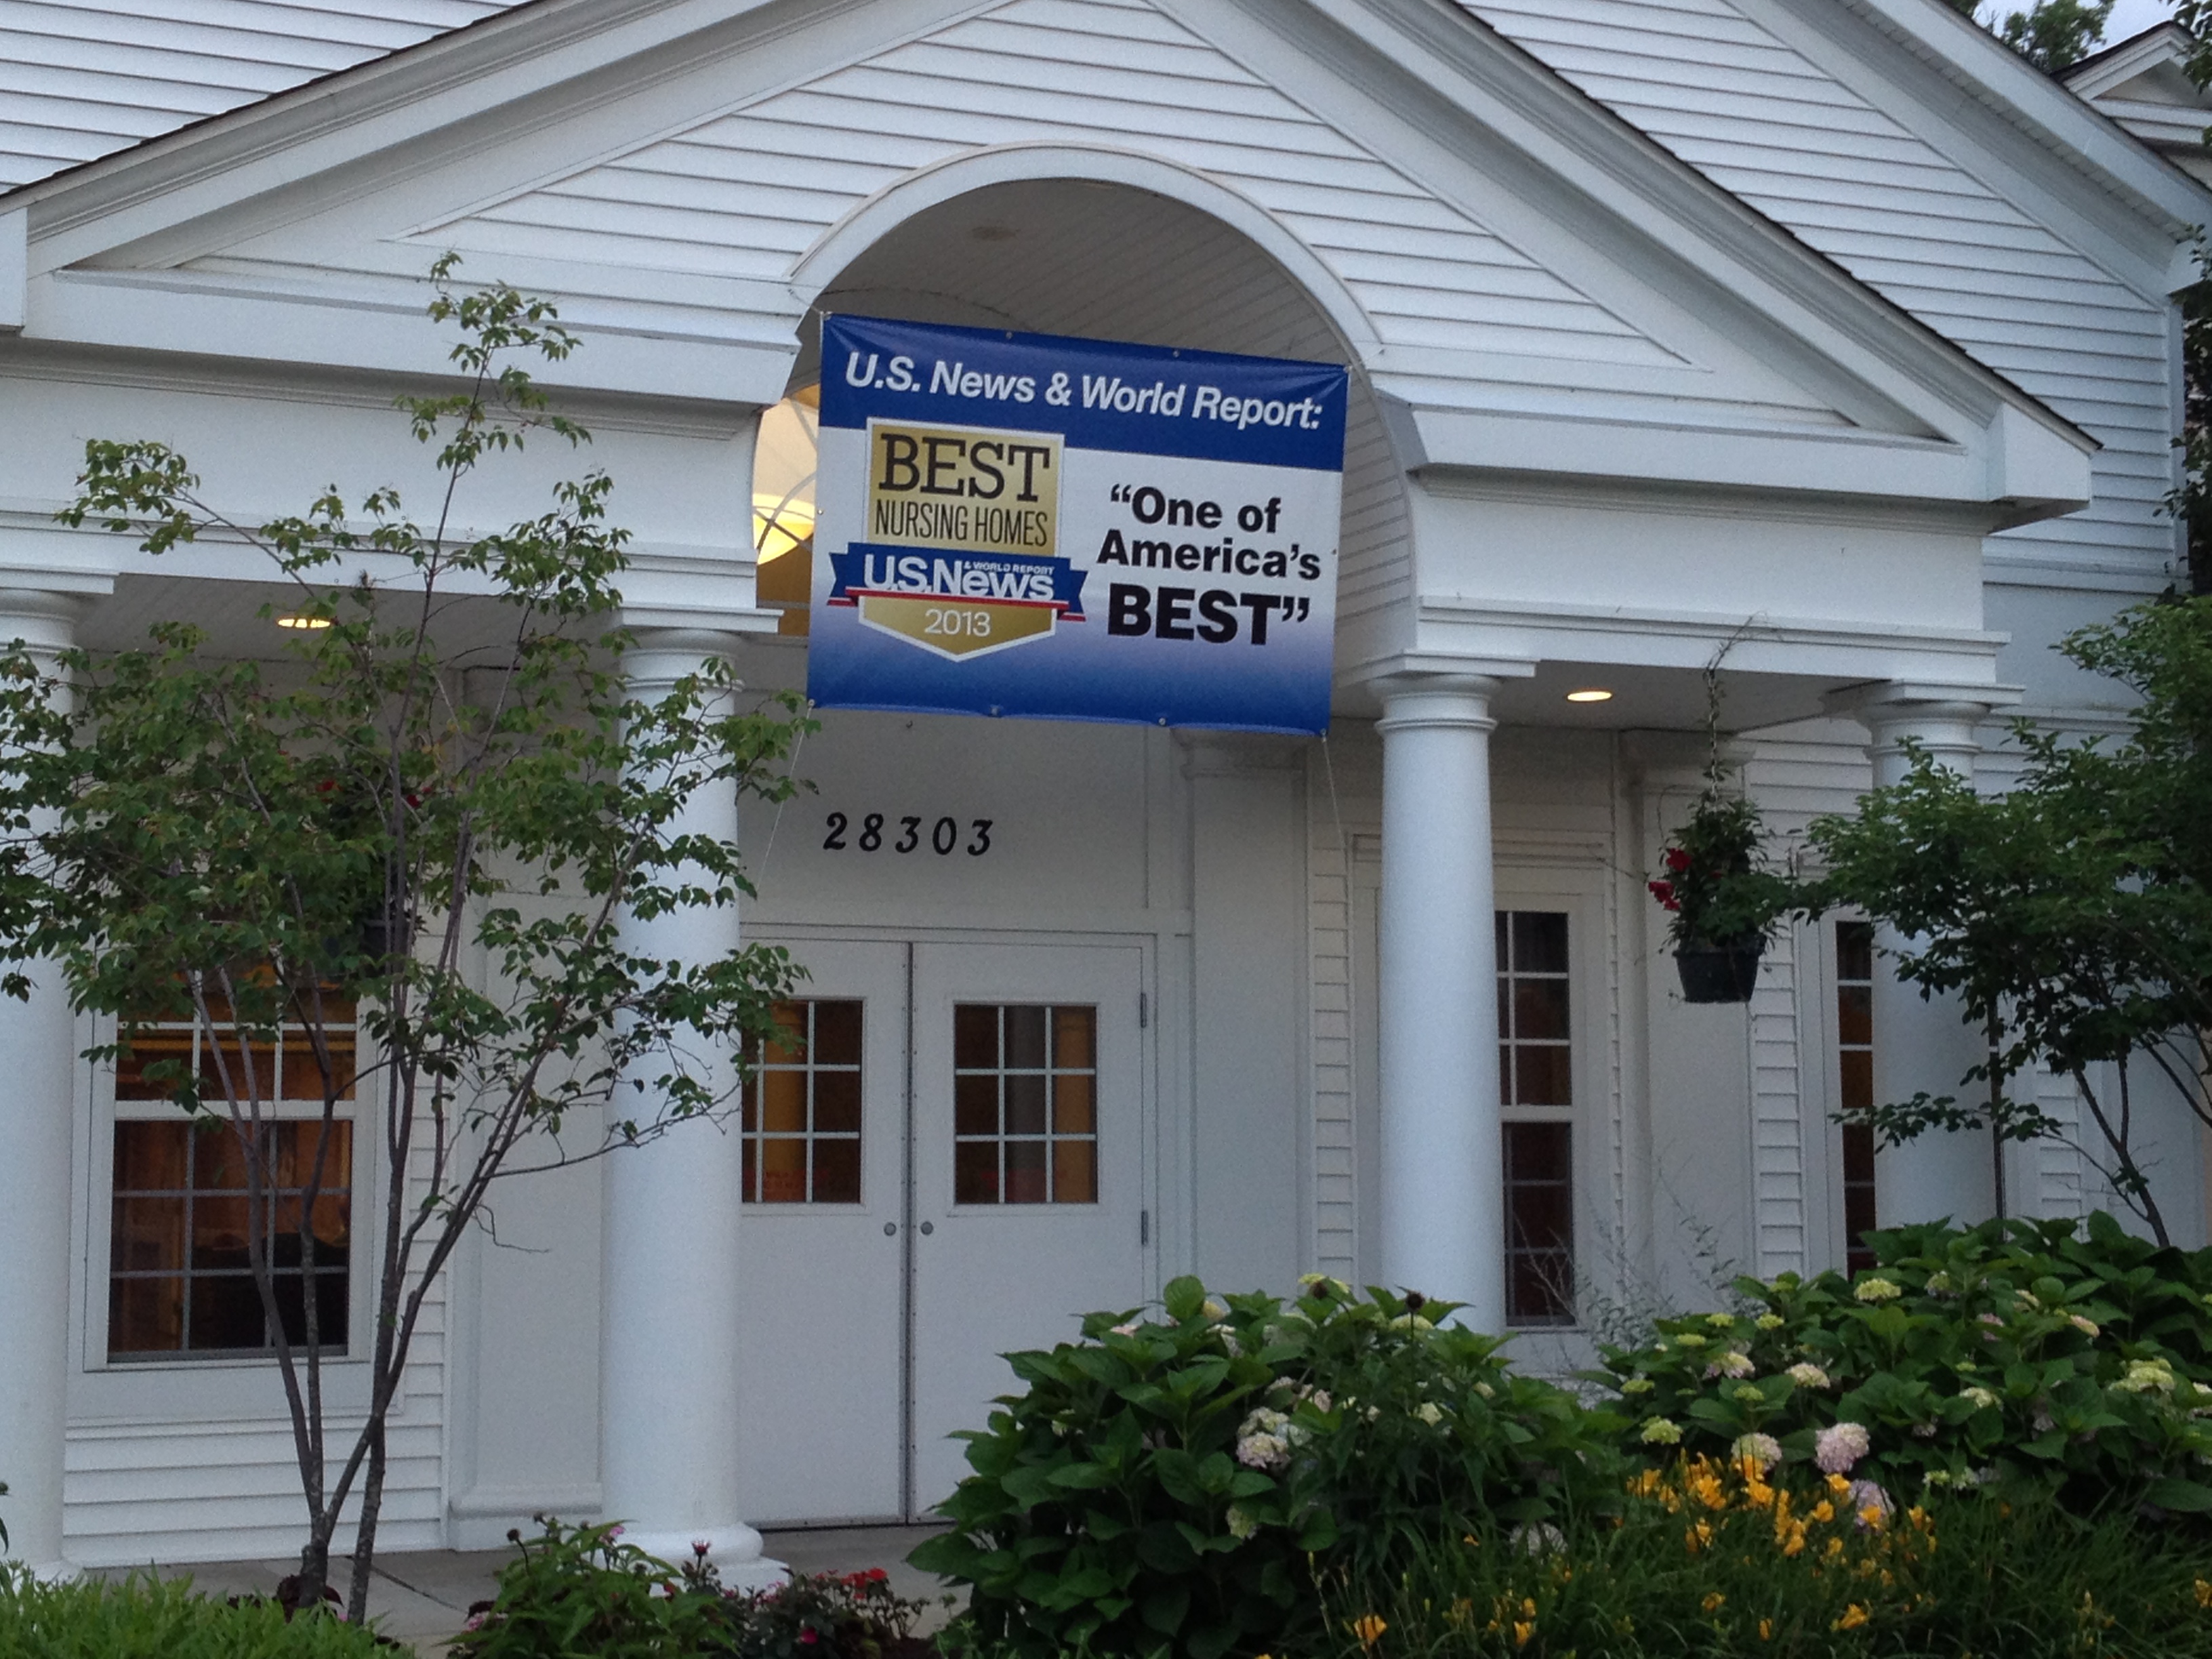 U.S. News & World Report:
BEST
NURSING HOMES
U.S.News
& WORLD REPORT
2013
“One of
America’s
BEST”
28303